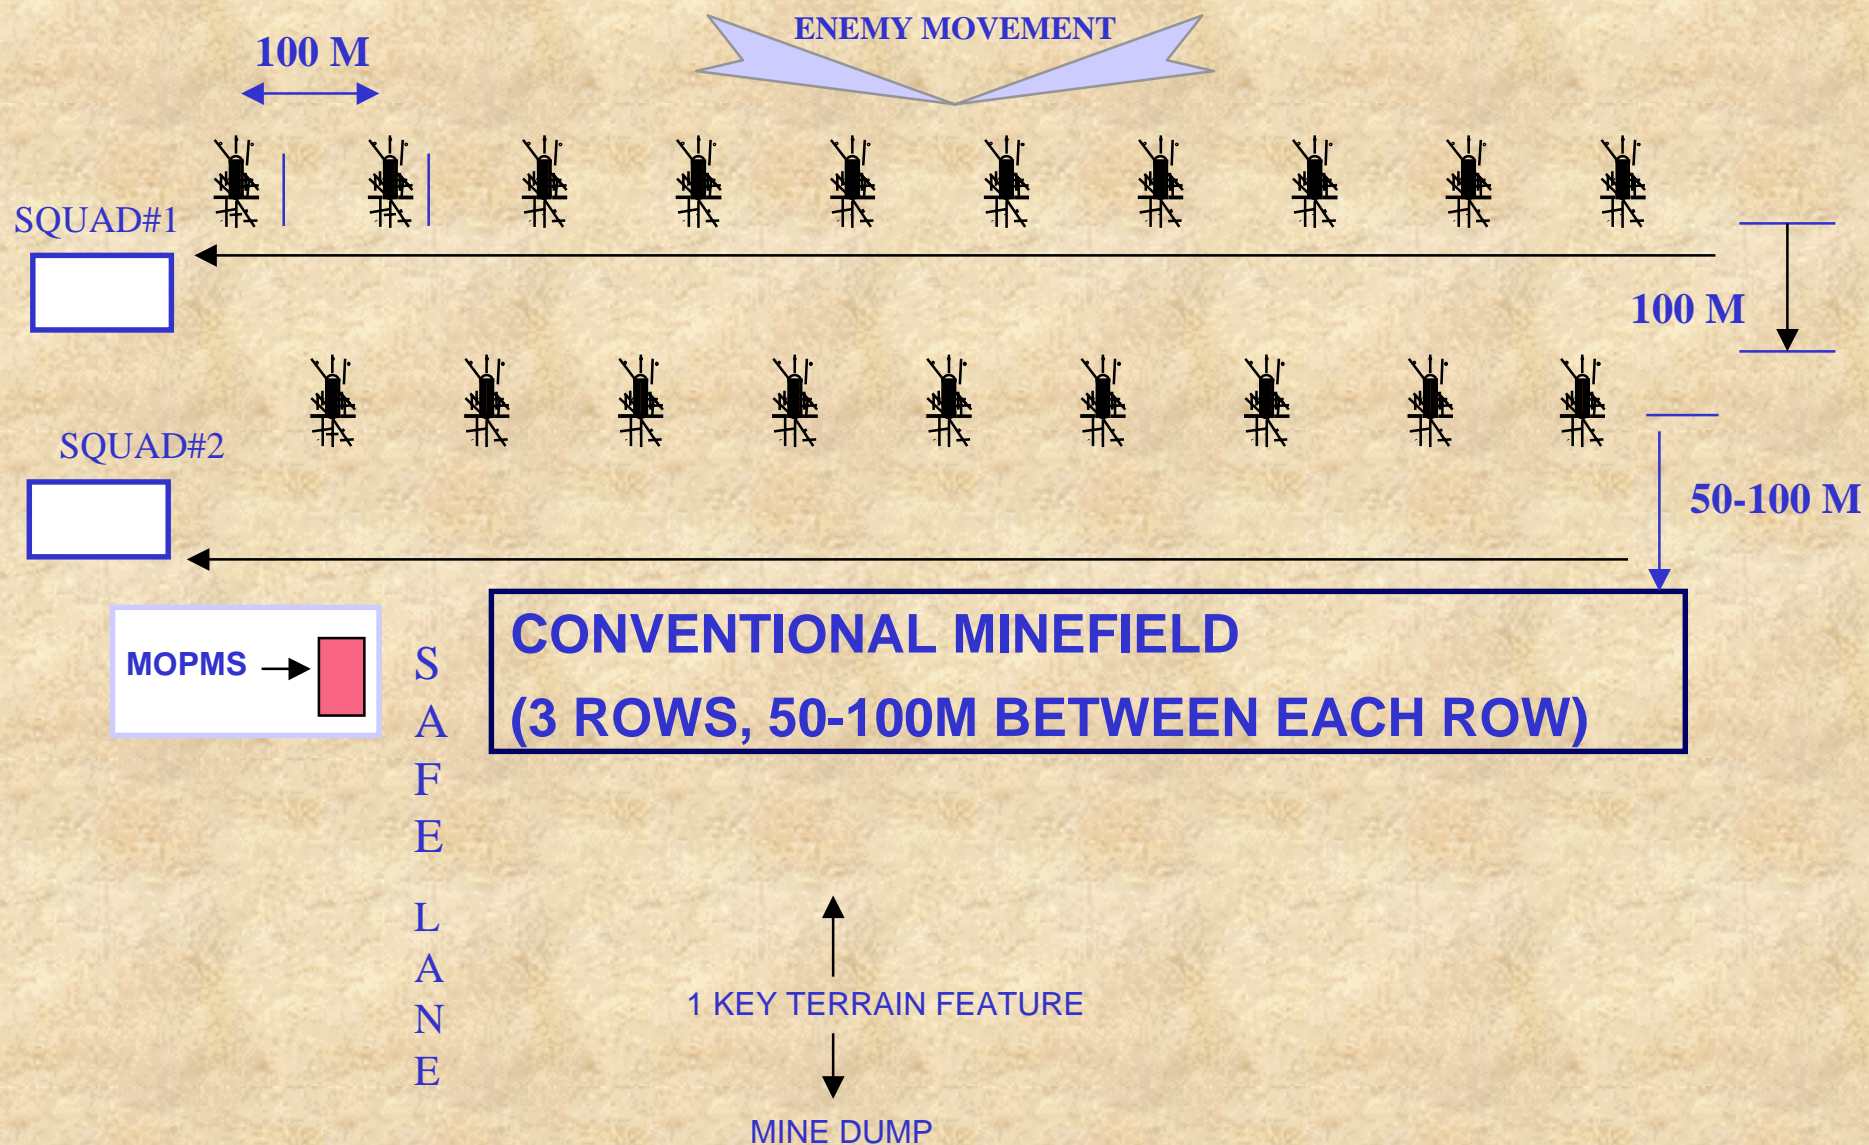 ENEMY MOVEMENT
100 M
SQUAD#1
100 M
SQUAD#2
50-100 M
CONVENTIONAL MINEFIELD
(3 ROWS, 50-100M BETWEEN EACH ROW)
MOPMS
S
A
F
E
L
A
N
E
1 KEY TERRAIN FEATURE
MINE DUMP